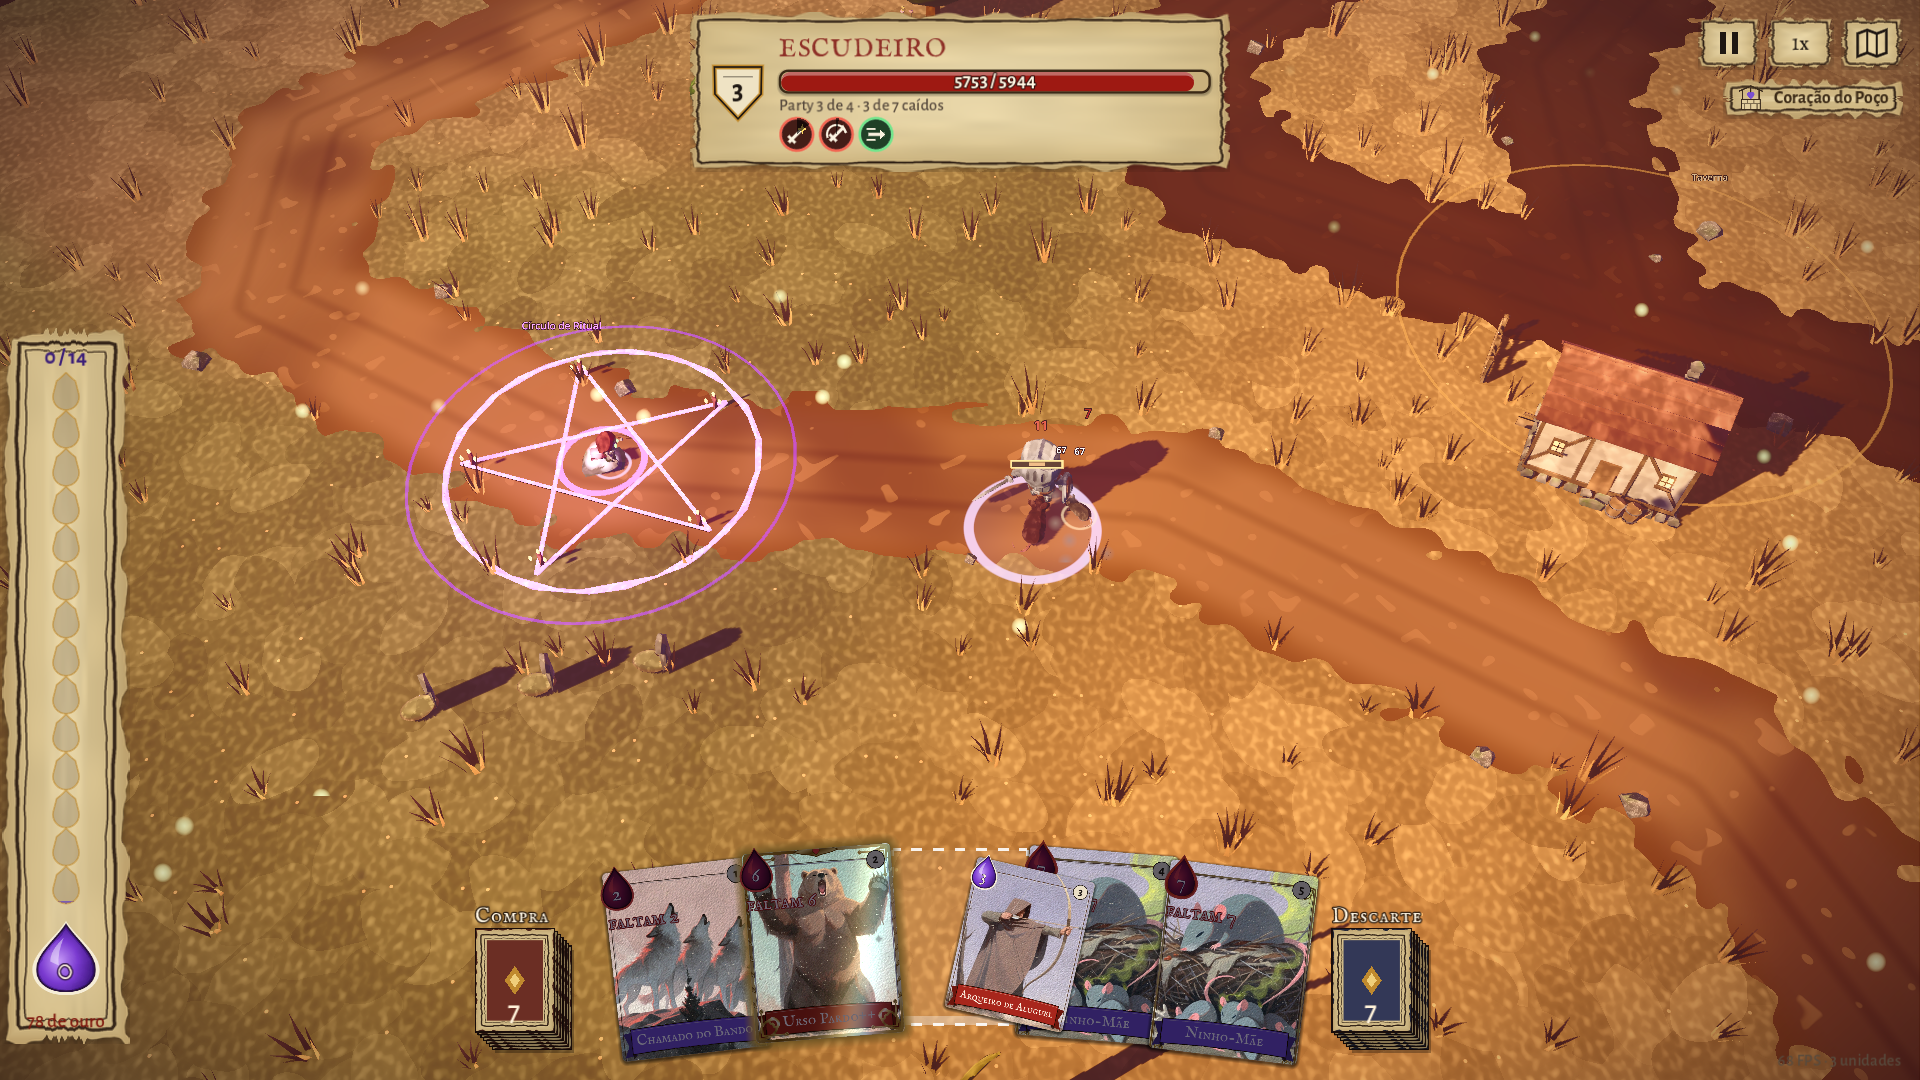 ESCUDEIRO
3
5753/5944
Party 3 de 4 · 3 de 7 caídos
1x
Coração do Poço
Taverna
0/14
Círculo de Ritual
7
11
67 67
0
78 de ouro
COMPRA
7
2
1
FALTAM 2
CHAMADO DO BANDO
6
2
FALTAM 6
3
3
ARQUEIRO DE ALUGUEL
4
NHO-MÃE
7
5
FALTAM 7
NINHO-MÃE
DESCARTE
7
unidades